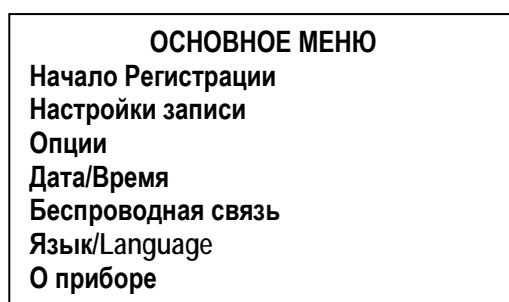 ОСНОВНОЕ МЕНЮ
Начало Регистрации
Настройки записи
Опции
Дата/Время
Беспроводная связь
Язык/Language
О приборе